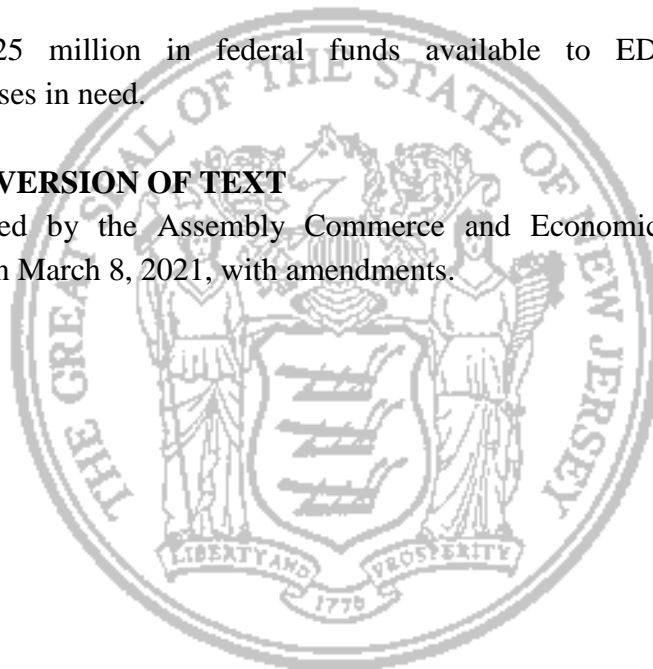 25 million in federal funds available to ED
ses in need.
VERSION OF TEXT
ed by the Assembly Commerce and Economic
n March 8, 2021, with amendments.
THE GREAT SEAL OF THE STATE OF NEW JERSEY
LIBERTY AND PROSPERITY
1776